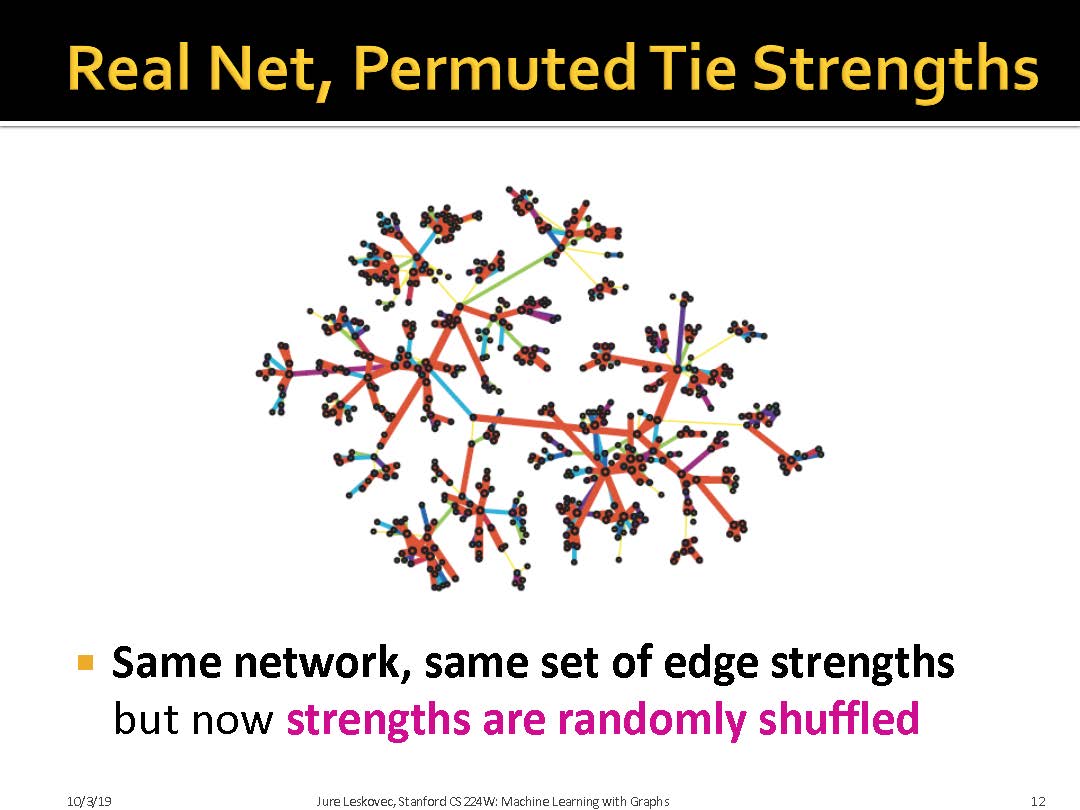 Real Net, Permuted Tie Strengths
Same network, same set of edge strengths
but now strengths are randomly shuffled
10/3/19
Jure Leskovec, Stanford CS224W: Machine Learning with Graphs
12